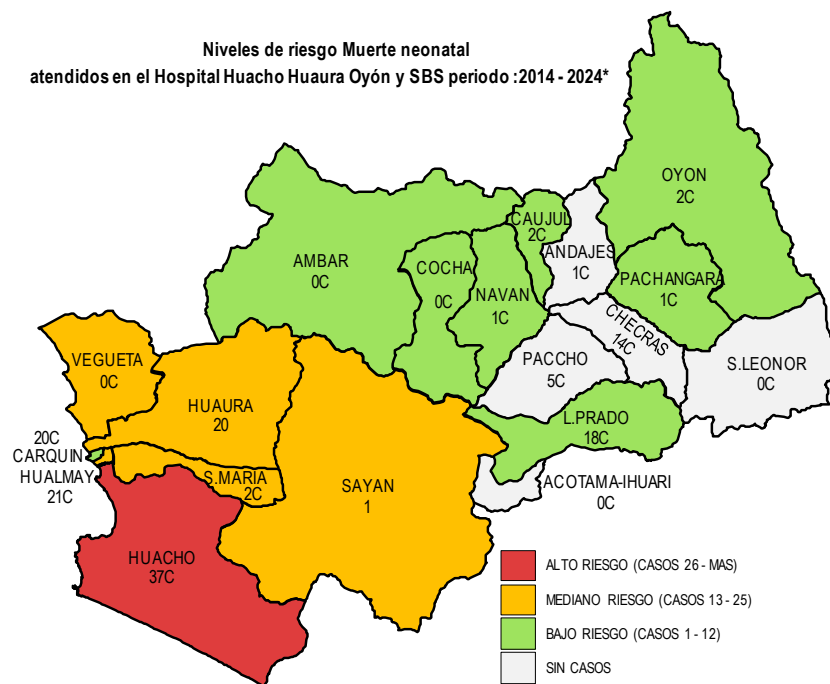 Niveles de riesgo Muerte neonatal
atendidos en el Hospital Huacho Huaura Oyón y SBS periodo :2014 - 2024*
OYON
2C
CAUJUL
2C
ANDAJES
1C
AMBAR
0C
COCHA
0C
NAVAN
1C
PACHANGARA
1C
CHECRAS
14C
VEGUETA
0C
PACCHO
5C
S.LEONOR
0C
HUAURA
20
L.PRADO
18C
20C
CARQUIN
HUALMAY
21C
S.MARIA
2C
SAYAN
1
ACOTAMA-IHUARI
0C
HUACHO
37C
ALTO RIESGO (CASOS 26 - MAS)
MEDIANO RIESGO (CASOS 13 - 25)
BAJO RIESGO (CASOS 1 - 12)
SIN CASOS